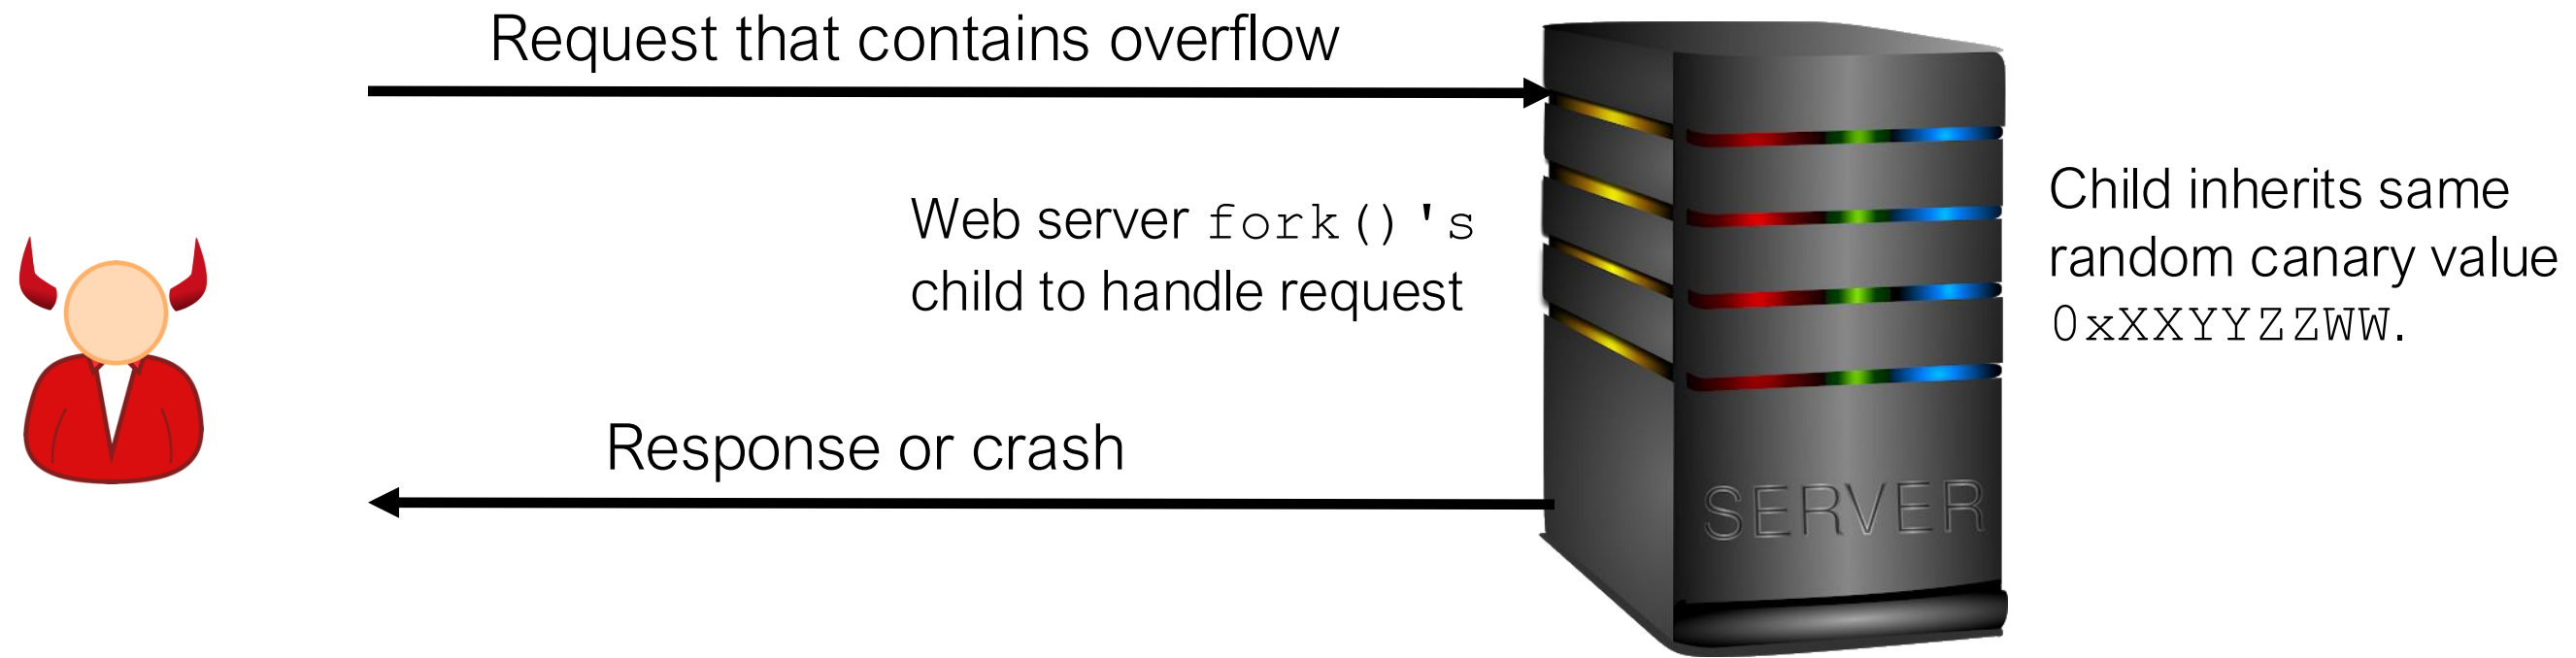 Request that contains overflow
Web server fork()'s
child to handle request
Child inherits same
random canary value
0xXXYYZZWW.
Response or crash
SERVER